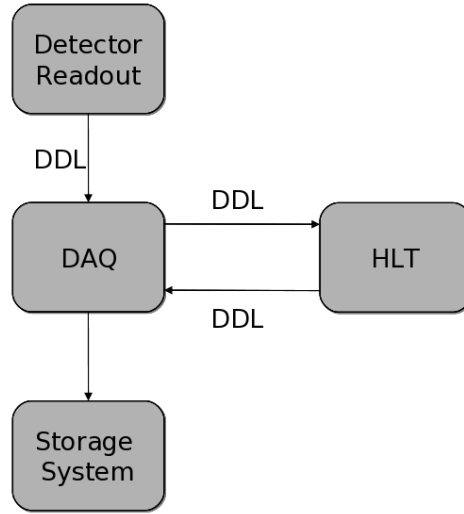 Detector
Readout
DDL
DDL
DAQ
HLT
DDL
Storage
System